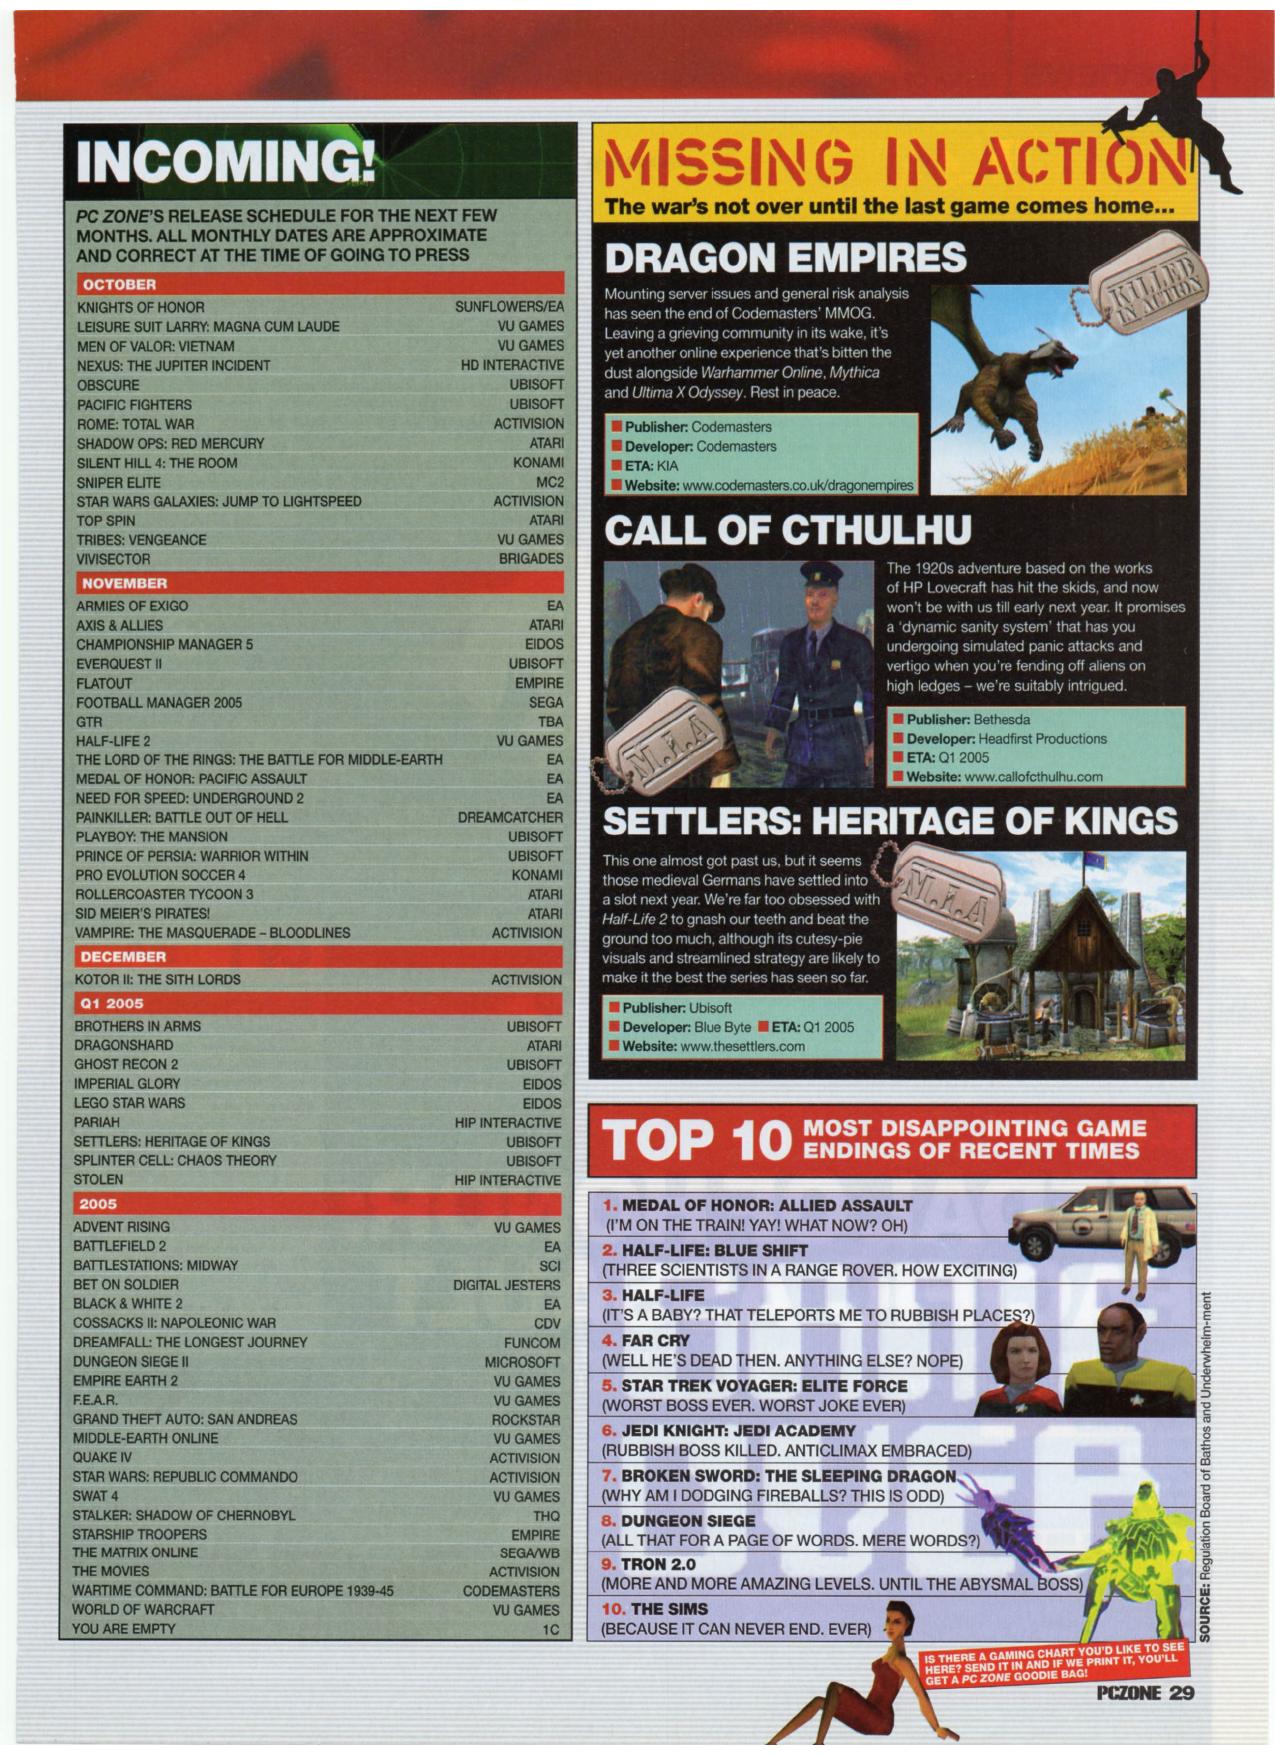 INCOMING!
PC ZONE'S RELEASE SCHEDULE FOR THE NEXT FEW
MONTHS. ALL MONTHLY DATES ARE APPROXIMATE
AND CORRECT AT THE TIME OF GOING TO PRESS
OCTOBER
KNIGHTS OF HONOR SUNFLOWERS/EA
LEISURE SUIT LARRY: MAGNA CUM LAUDE VU GAMES
MEN OF VALOR: VIETNAM VU GAMES
NEXUS: THE JUPITER INCIDENT HD INTERACTIVE
OBSCURE UBISOFT
PACIFIC FIGHTERS UBISOFT
ROME: TOTAL WAR ACTIVISION
SHADOW OPS: RED MERCURY ATARI
SILENT HILL 4: THE ROOM KONAMI
SNIPER ELITE MC2
STAR WARS GALAXIES: JUMP TO LIGHTSPEED ACTIVISION
TOP SPIN ATARI
TRIBES: VENGEANCE VU GAMES
VIVISECTOR BRIGADES
NOVEMBER
ARMIES OF EXIGO EA
AXIS & ALLIES ATARI
CHAMPIONSHIP MANAGER 5 EIDOS
EVERQUEST II UBISOFT
FLATOUT EMPIRE
FOOTBALL MANAGER 2005 SEGA
GTR TBA
HALF-LIFE 2 VU GAMES
THE LORD OF THE RINGS: THE BATTLE FOR MIDDLE-EARTH EA
MEDAL OF HONOR: PACIFIC ASSAULT EA
NEED FOR SPEED: UNDERGROUND 2 EA
PAINKILLER: BATTLE OUT OF HELL DREAMCATCHER
PLAYBOY: THE MANSION UBISOFT
PRINCE OF PERSIA: WARRIOR WITHIN UBISOFT
PRO EVOLUTION SOCCER 4 KONAMI
ROLLERCOASTER TYCOON 3 ATARI
SID MEIER'S PIRATES! ATARI
VAMPIRE: THE MASQUERADE – BLOODLINES ACTIVISION
DECEMBER
KOTOR II: THE SITH LORDS ACTIVISION
Q1 2005
BROTHERS IN ARMS UBISOFT
DRAGONSHARD ATARI
GHOST RECON 2 UBISOFT
IMPERIAL GLORY EIDOS
LEGO STAR WARS EIDOS
PARIAH HIP INTERACTIVE
SETTLERS: HERITAGE OF KINGS UBISOFT
SPLINTER CELL: CHAOS THEORY UBISOFT
STOLEN HIP INTERACTIVE
2005
ADVENT RISING VU GAMES
BATTLEFIELD 2 EA
BATTLESTATIONS: MIDWAY SCI
BET ON SOLDIER DIGITAL JESTERS
BLACK & WHITE 2 EA
COSSACKS II: NAPOLEONIC WAR CDV
DREAMFALL: THE LONGEST JOURNEY FUNCOM
DUNGEON SIEGE II MICROSOFT
EMPIRE EARTH 2 VU GAMES
F.E.A.R. VU GAMES
GRAND THEFT AUTO: SAN ANDREAS ROCKSTAR
MIDDLE-EARTH ONLINE VU GAMES
QUAKE IV ACTIVISION
STAR WARS: REPUBLIC COMMANDO ACTIVISION
SWAT 4 VU GAMES
STALKER: SHADOW OF CHERNOBYL THQ
STARSHIP TROOPERS EMPIRE
THE MATRIX ONLINE SEGA/WB
THE MOVIES ACTIVISION
WARTIME COMMAND: BATTLE FOR EUROPE 1939-45 CODEMASTERS
WORLD OF WARCRAFT VU GAMES
YOU ARE EMPTY 1C
MISSING IN ACTION
The war's not over until the last game comes home...
DRAGON EMPIRES
KILLED
IN ACTION
Mounting server issues and general risk analysis
has seen the end of Codemasters' MMOG.
Leaving a grieving community in its wake, it's
yet another online experience that's bitten the
dust alongside Warhammer Online, Mythica
and Ultima X Odyssey. Rest in peace.
Publisher: Codemasters
Developer: Codemasters
ETA: KIA
Website: www.codemasters.co.uk/dragonempires
CALL OF CTHULHU
M.I.A
The 1920s adventure based on the works
of HP Lovecraft has hit the skids, and now
won't be with us till early next year. It promises
a 'dynamic sanity system' that has you
undergoing simulated panic attacks and
vertigo when you're fending off aliens on
high ledges – we're suitably intrigued.
Publisher: Bethesda
Developer: Headfirst Productions
ETA: Q1 2005
Website: www.callofcthulhu.com
SETTLERS: HERITAGE OF KINGS
M.I.A
This one almost got past us, but it seems
those medieval Germans have settled into
a slot next year. We're far too obsessed with
Half-Life 2 to gnash our teeth and beat the
ground too much, although its cutesy-pie
visuals and streamlined strategy are likely to
make it the best the series has seen so far.
Publisher: Ubisoft
Developer: Blue Byte ETA: Q1 2005
Website: www.thesettlers.com
TOP 10 MOST DISAPPOINTING GAME
ENDINGS OF RECENT TIMES
1. MEDAL OF HONOR: ALLIED ASSAULT
(I'M ON THE TRAIN! YAY! WHAT NOW? OH)
2. HALF-LIFE: BLUE SHIFT
(THREE SCIENTISTS IN A RANGE ROVER. HOW EXCITING)
3. HALF-LIFE
(IT'S A BABY? THAT TELEPORTS ME TO RUBBISH PLACES?)
4. FAR CRY
(WELL HE'S DEAD THEN. ANYTHING ELSE? NOPE)
5. STAR TREK VOYAGER: ELITE FORCE
(WORST BOSS EVER. WORST JOKE EVER)
6. JEDI KNIGHT: JEDI ACADEMY
(RUBBISH BOSS KILLED. ANTICLIMAX EMBRACED)
7. BROKEN SWORD: THE SLEEPING DRAGON
(WHY AM I DODGING FIREBALLS? THIS IS ODD)
8. DUNGEON SIEGE
(ALL THAT FOR A PAGE OF WORDS. MERE WORDS?)
9. TRON 2.0
(MORE AND MORE AMAZING LEVELS. UNTIL THE ABYSMAL BOSS)
10. THE SIMS
(BECAUSE IT CAN NEVER END. EVER)
SOURCE: Regulation Board of Bathos and Underwhelm-ment
IS THERE A GAMING CHART YOU'D LIKE TO SEE
HERE? SEND IT IN AND IF WE PRINT IT, YOU'LL
GET A PC ZONE GOODIE BAG!
PCZONE 29